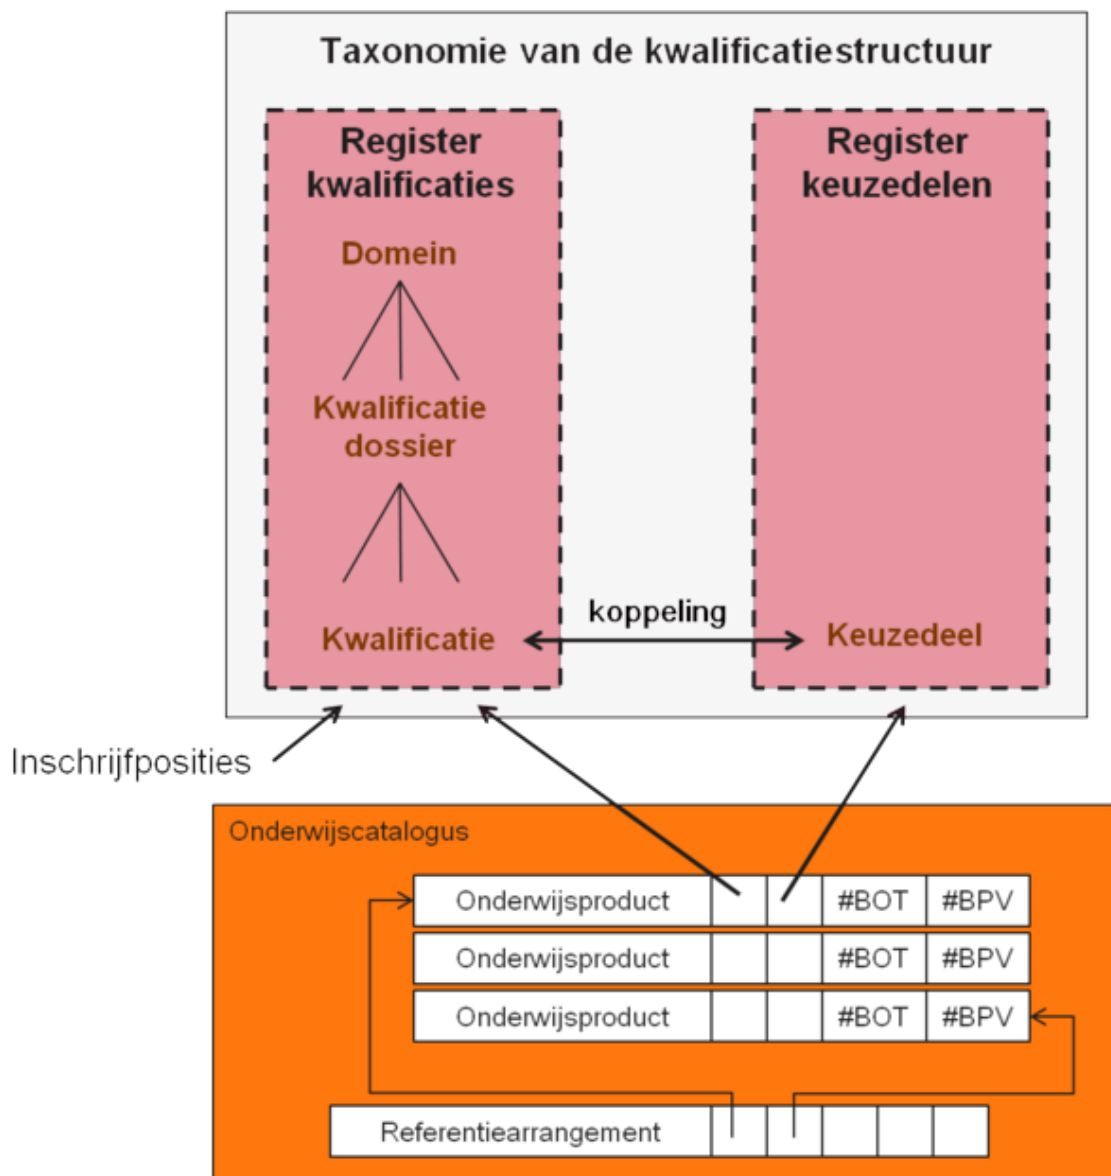 Taxonomie van de kwalificatiestructuur
Register
kwalificaties
Domein
Kwalificatie
dossier
Kwalificatie
koppeling
Register
keuzedelen
Keuzedeel
Inschrijfposities
Onderwijscatalogus
Onderwijsproduct #BOT #BPV
Onderwijsproduct #BOT #BPV
Onderwijsproduct #BOT #BPV
Referentiearrangement